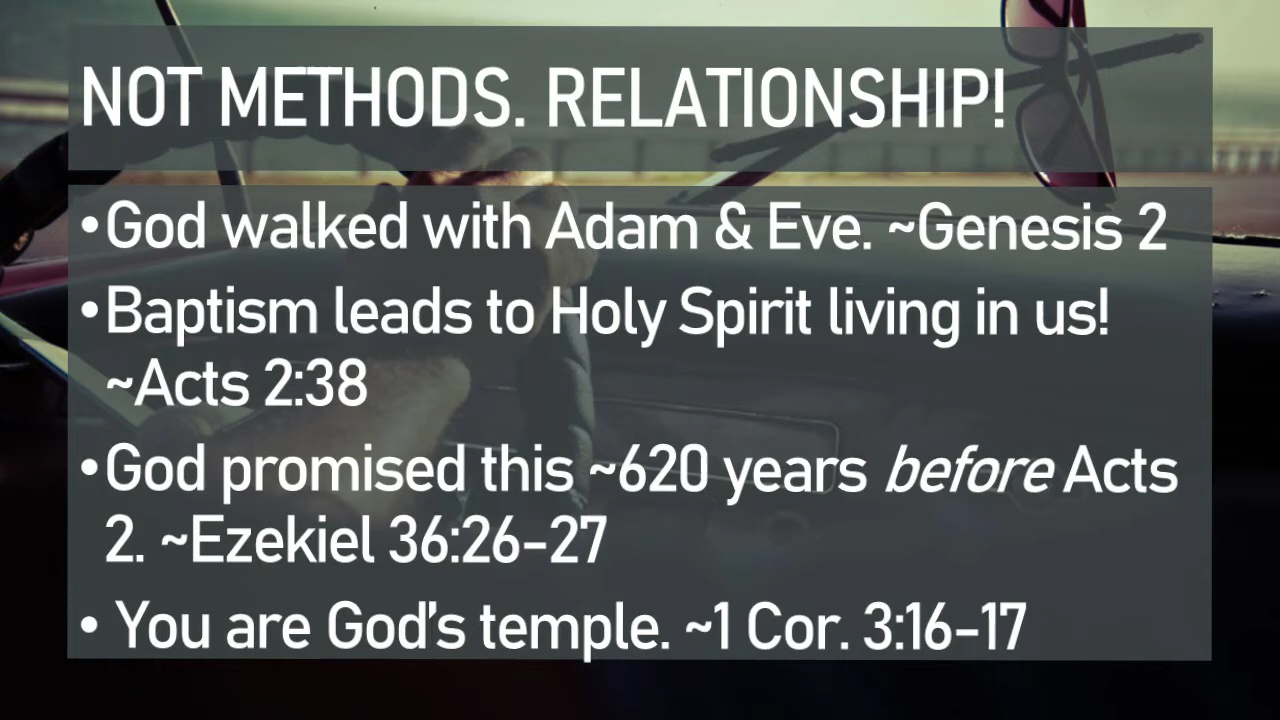 NOT METHODS. RELATIONSHIP!
•God walked with Adam & Eve. ~Genesis 2
•Baptism leads to Holy Spirit living in us!
~Acts 2:38
•God promised this ~620 years before Acts
2. ~Ezekiel 36:26-27
• You are God's temple. ~1 Cor. 3:16-17